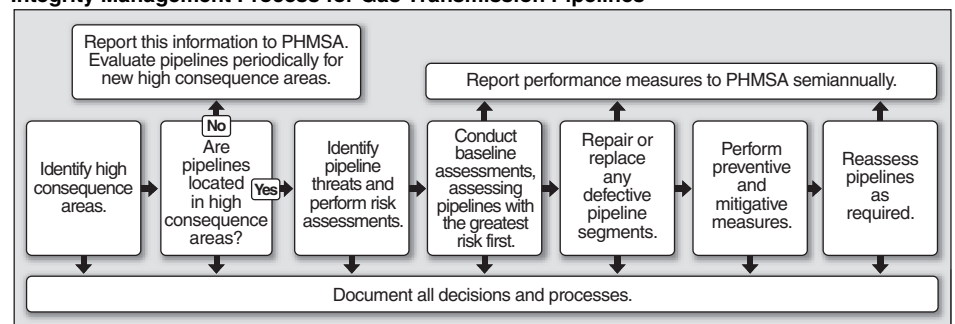 Integrity Management Process for Gas Transmission Pipelines
Report this information to PHMSA.
Evaluate pipelines periodically for
new high consequence areas.
Report performance measures to PHMSA semiannually.
No
Identify high
consequence
areas.
Are
pipelines
located
in high
consequence
areas?
Yes
Identify
pipeline
threats and
perform risk
assessments.
Conduct
baseline
assessments,
assessing
pipelines with
the greatest
risk first.
Repair or
replace
any
defective
pipeline
segments.
Perform
preventive
and
mitigative
measures.
Reassess
pipelines
as
required.
Document all decisions and processes.